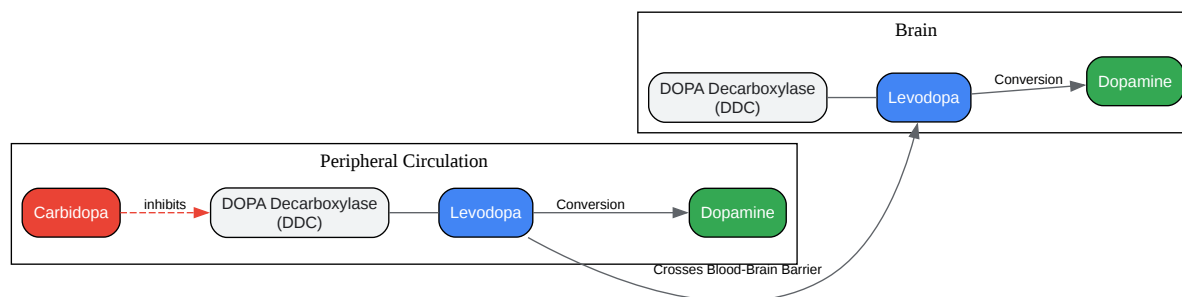 Brain
DOPA Decarboxylase
(DDC)
Levodopa
Conversion
Dopamine
Peripheral Circulation
Carbidopa
inhibits
DOPA Decarboxylase
(DDC)
Levodopa
Conversion
Dopamine
Crosses Blood-Brain Barrier